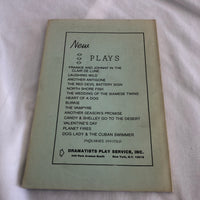 New
PLAYS
FRANKIE AND JOHNNY IN THE
CLAIR DE LUNE
LAUGHING WILD
ANOTHER ANTIGONE
THE RED DEVIL BATTERY SIGN
NORTH SHORE FISH
THE WEDDING OF THE SIAMESE TWINS
HEART OF A DOG
BURKIE
THE VAMPYRE
ANOTHER SEASON'S PROMISE
CANDY & SHELLEY GO TO THE DESERT
VALENTINE'S DAY
PLANET FIRES
DOG LADY & THE CUBAN SWIMMER
INQUIRIES INVITED
DRAMATISTS PLAY SERVICE, INC.
440 Park Avenue South New York, N.Y. 10016